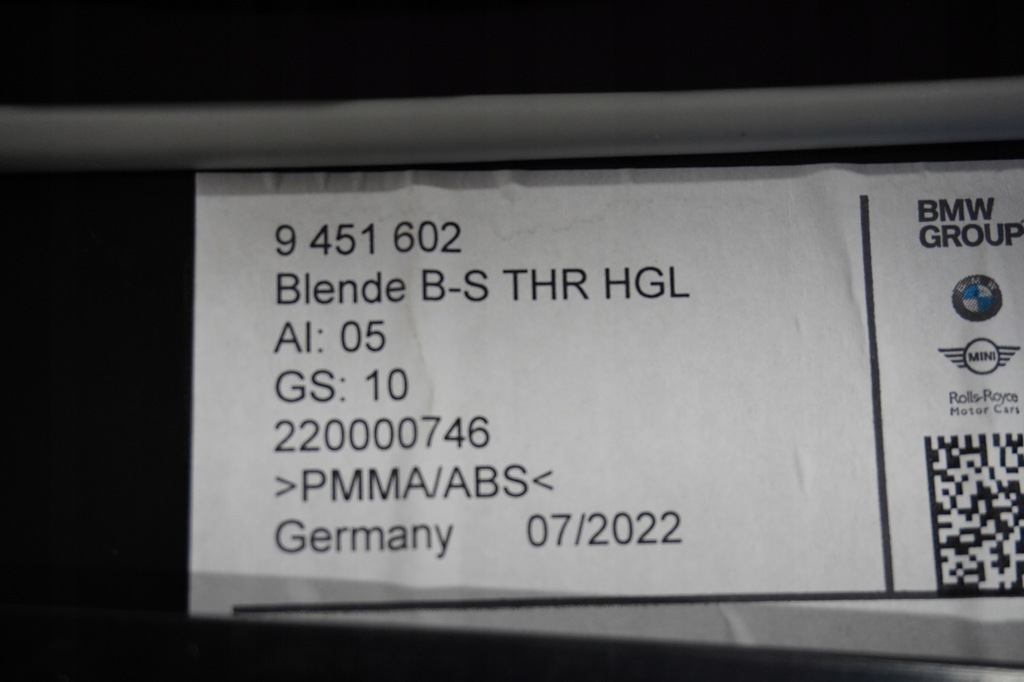 9 451 602
Blende B-S THR HGL
AI: 05
GS: 10
220000746
>PMMA/ABS<
Germany 07/2022
BMW
GROUP
BMW
MINI
Rolls-Royce
Motor Cars